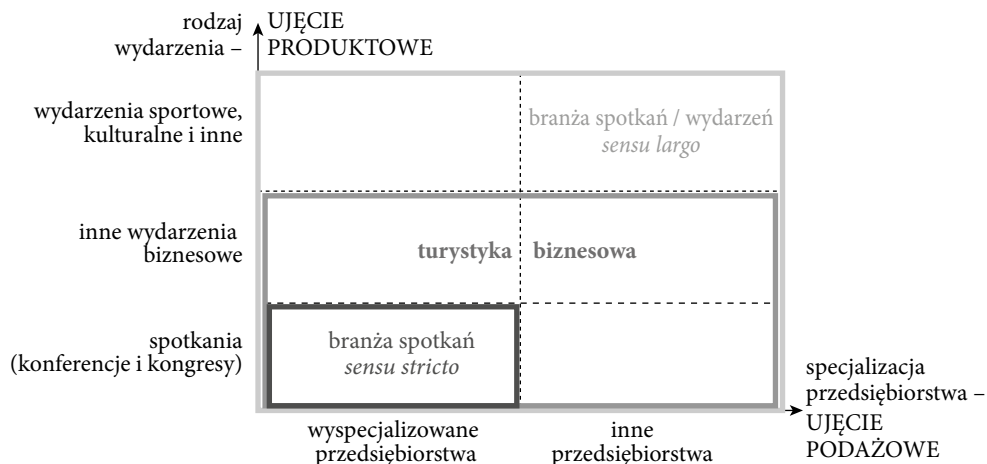 rodzaj
wydarzenia –
UJĘCIE
PRODUKTOWE
wydarzenia sportowe,
kulturalne i inne
branża spotkań / wydarzeń
sensu largo
inne wydarzenia
biznesowe
turystyka biznesowa
spotkania
(konferencje i kongresy)
branża spotkań
sensu stricto
specjalizacja
przedsiębiorstwa –
UJĘCIE
PODAŻOWE
wyspecjalizowane
przedsiębiorstwa
inne
przedsiębiorstwa